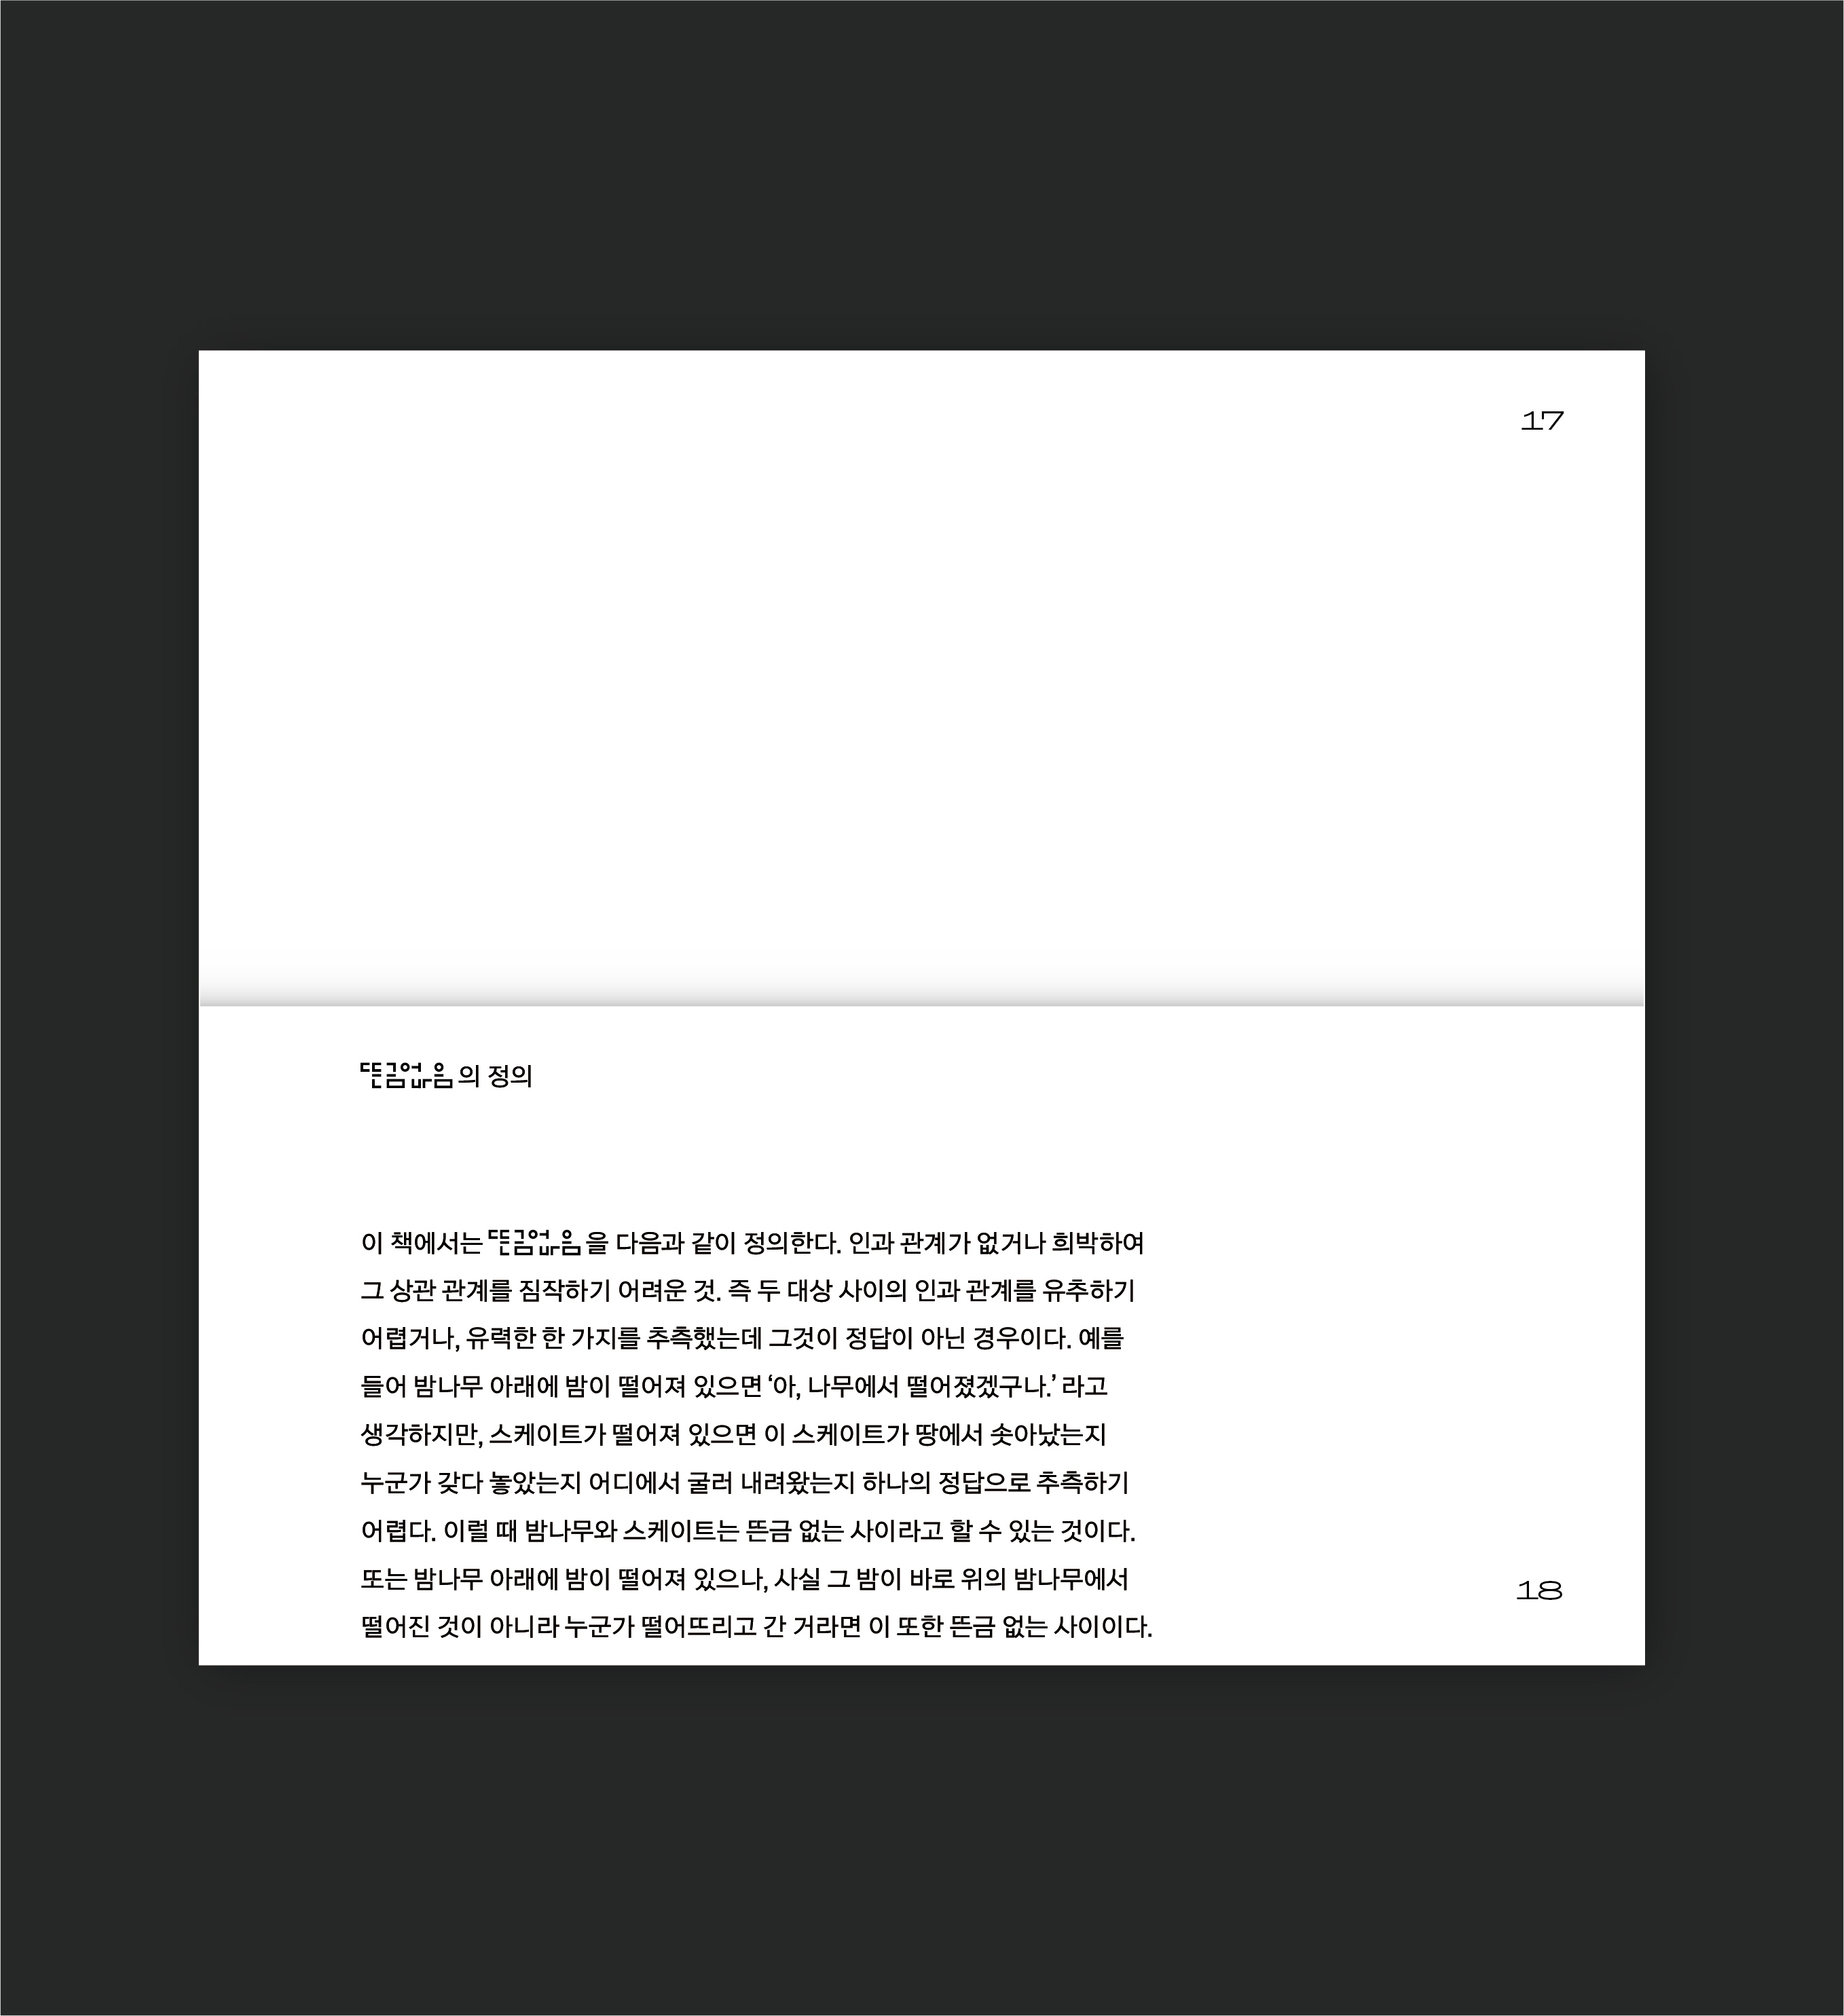 17
뜬금없음의 정의
이 책에서는 뜬금없음을 다음과 같이 정의한다. 인과 관계가 없거나 희박하여
그 상관 관계를 짐작하기 어려운 것. 즉 두 대상 사이의 인과 관계를 유추하기
어렵거나, 유력한 한 가지를 추측했는데 그것이 정답이 아닌 경우이다. 예를
들어 밤나무 아래에 밤이 떨어져 있으면 ‘아, 나무에서 떨어졌겠구나.’ 라고
생각하지만, 스케이트가 떨어져 있으면 이 스케이트가 땅에서 솟아났는지
누군가 갖다 놓았는지 어디에서 굴러 내려왔는지 하나의 정답으로 추측하기
어렵다. 이럴 때 밤나무와 스케이트는 뜬금 없는 사이라고 할 수 있는 것이다.
또는 밤나무 아래에 밤이 떨어져 있으나, 사실 그 밤이 바로 위의 밤나무에서
떨어진 것이 아니라 누군가 떨어뜨리고 간 거라면 이 또한 뜬금 없는 사이이다.
18